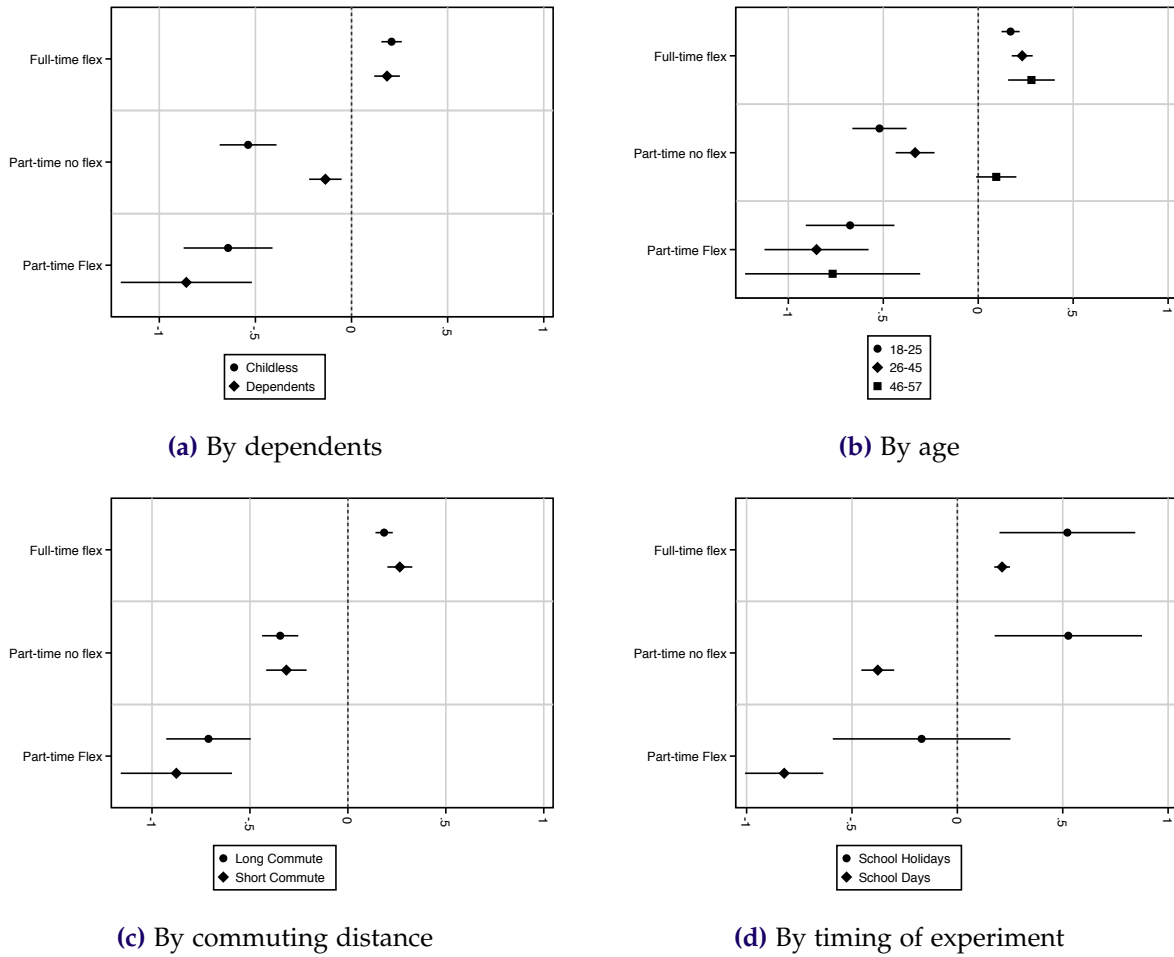 Full-time flex
Part-time no flex
Part-time Flex
-1
-.5
0
.5
1
Childless
Dependents
(a) By dependents
Full-time flex
Part-time no flex
Part-time Flex
-1
-.5
0
.5
1
18-25
26-45
46-57
(b) By age
Full-time flex
Part-time no flex
Part-time Flex
-1
-.5
0
.5
1
Long Commute
Short Commute
(c) By commuting distance
Full-time flex
Part-time no flex
Part-time Flex
-1
-.5
0
.5
1
School Holidays
School Days
(d) By timing of experiment